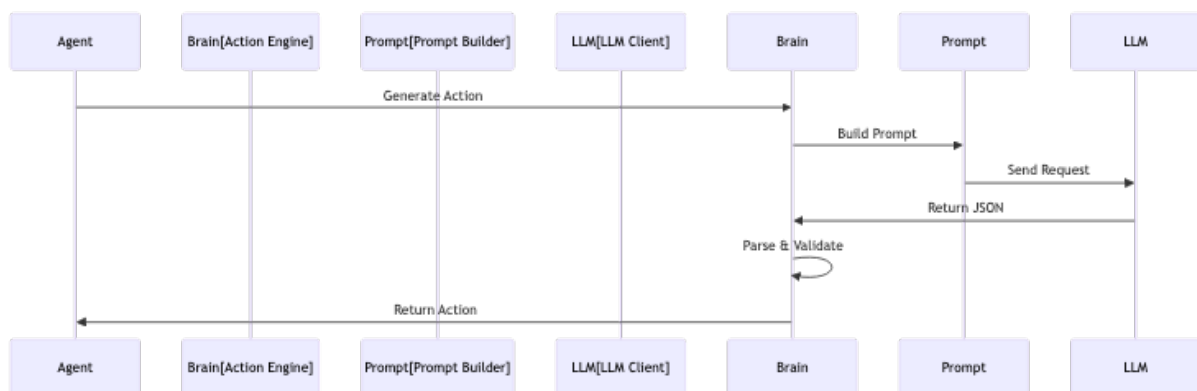 Agent
Brain[Action Engine]
Prompt[Prompt Builder]
LLM[LLM Client]
Brain
Prompt
LLM
Generate Action
Build Prompt
Send Request
Return JSON
Parse & Validate
Return Action
Agent
Brain[Action Engine]
Prompt[Prompt Builder]
LLM[LLM Client]
Brain
Prompt
LLM